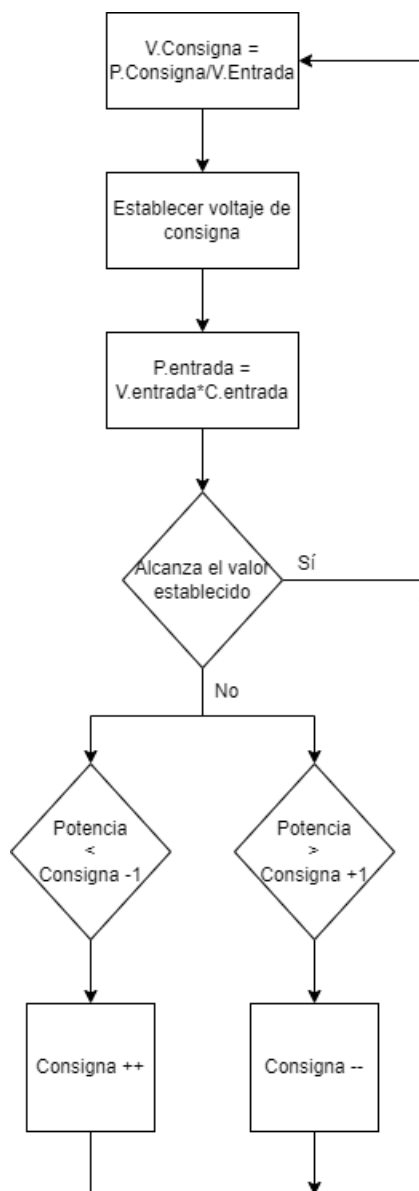 V.Consigna =
P.Consigna/V.Entrada
Establecer voltaje de
consigna
P.entrada =
V.entrada*C.entrada
Alcanza el valor
establecido
Sí
No
Potencia
<
Consigna -1
Potencia
>
Consigna +1
Consigna ++
Consigna --